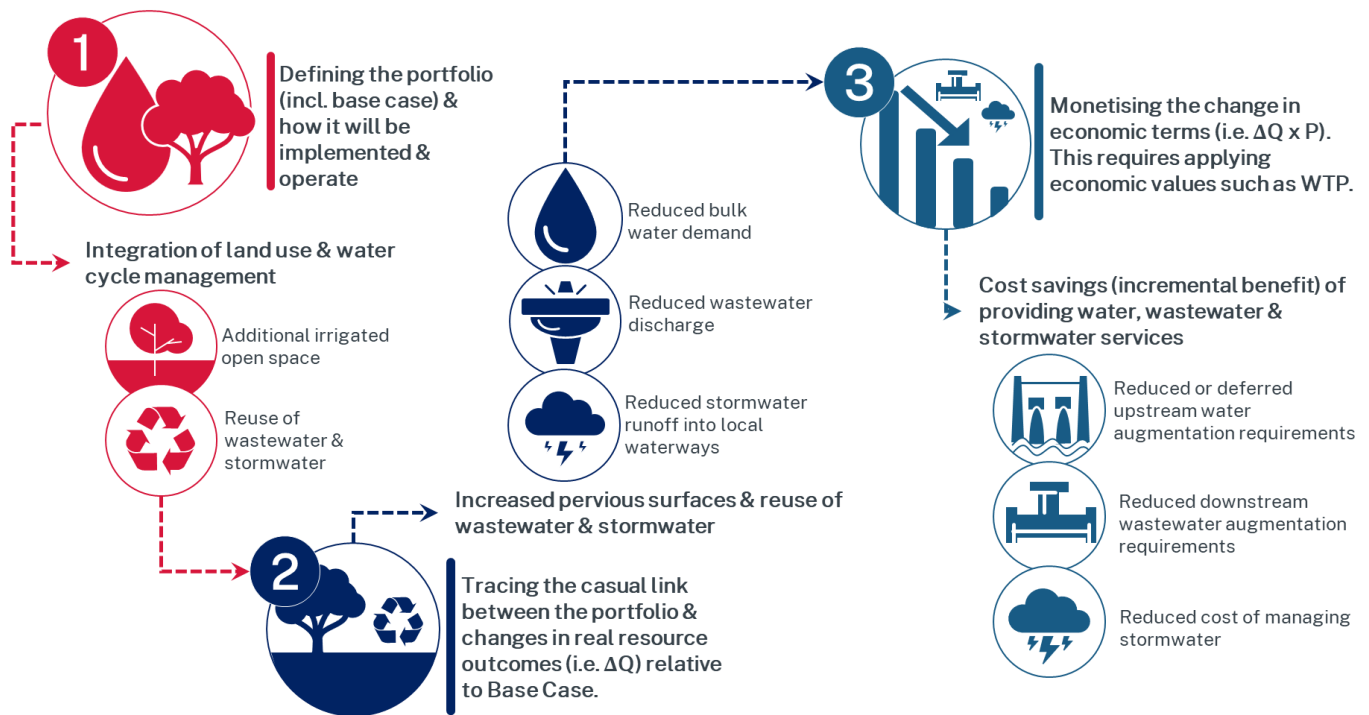 1
Defining the portfolio
(incl. base case) &
how it will be
implemented &
operate
Integration of land use & water
cycle management
Additional irrigated
open space
Reuse of
wastewater &
stormwater
2
Tracing the casual link
between the portfolio &
changes in real resource
outcomes (i.e. ΔQ) relative
to Base Case.
Increased pervious surfaces & reuse of
wastewater & stormwater
Reduced bulk
water demand
Reduced wastewater
discharge
Reduced stormwater
runoff into local
waterways
3
Monetising the change in
economic terms (i.e. ΔQ x P).
This requires applying
economic values such as WTP.
Cost savings (incremental benefit) of
providing water, wastewater &
stormwater services
Reduced or deferred
upstream water
augmentation requirements
Reduced downstream
wastewater augmentation
requirements
Reduced cost of managing
stormwater